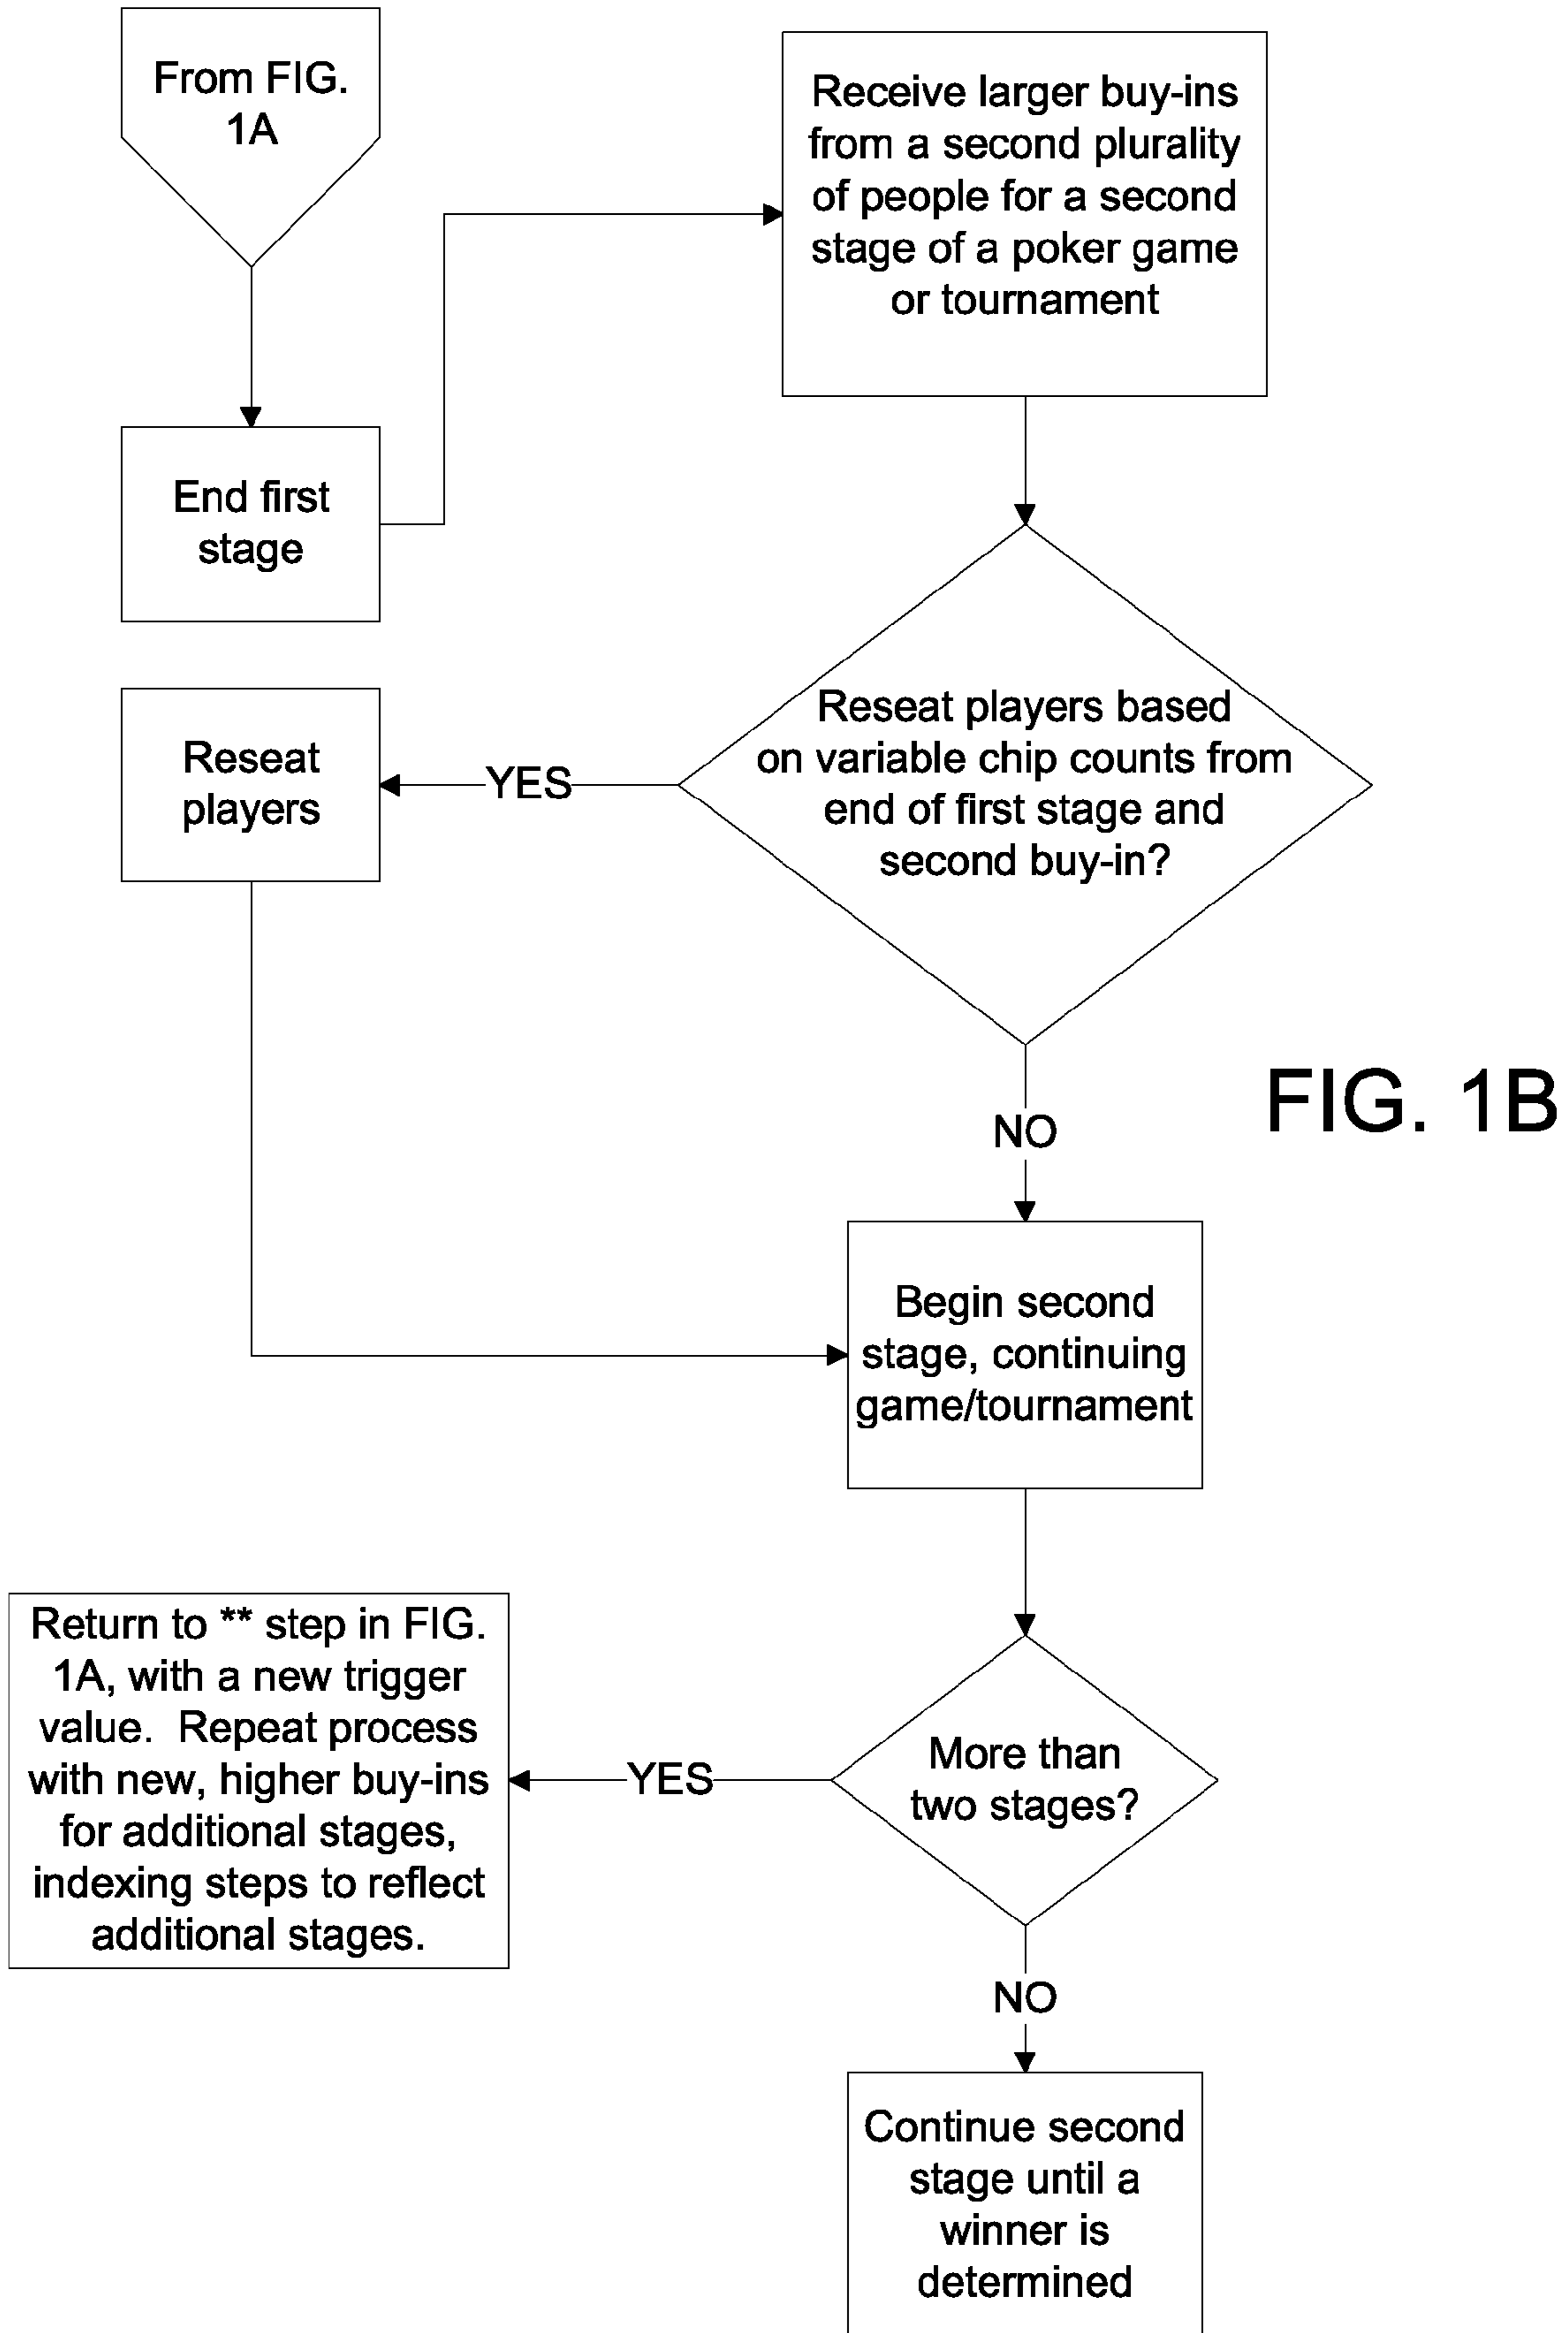 From FIG.
1A
End first
stage
Receive larger buy-ins
from a second plurality
of people for a second
stage of a poker game
or tournament
Reseat players based
on variable chip counts from
end of first stage and
second buy-in?
YES
Reseat
players
NO
FIG. 1B
Begin second
stage, continuing
game/tournament
More than
two stages?
YES
Return to ** step in FIG.
1A, with a new trigger
value. Repeat process
with new, higher buy-ins
for additional stages,
indexing steps to reflect
additional stages.
NO
Continue second
stage until a
winner is
determined